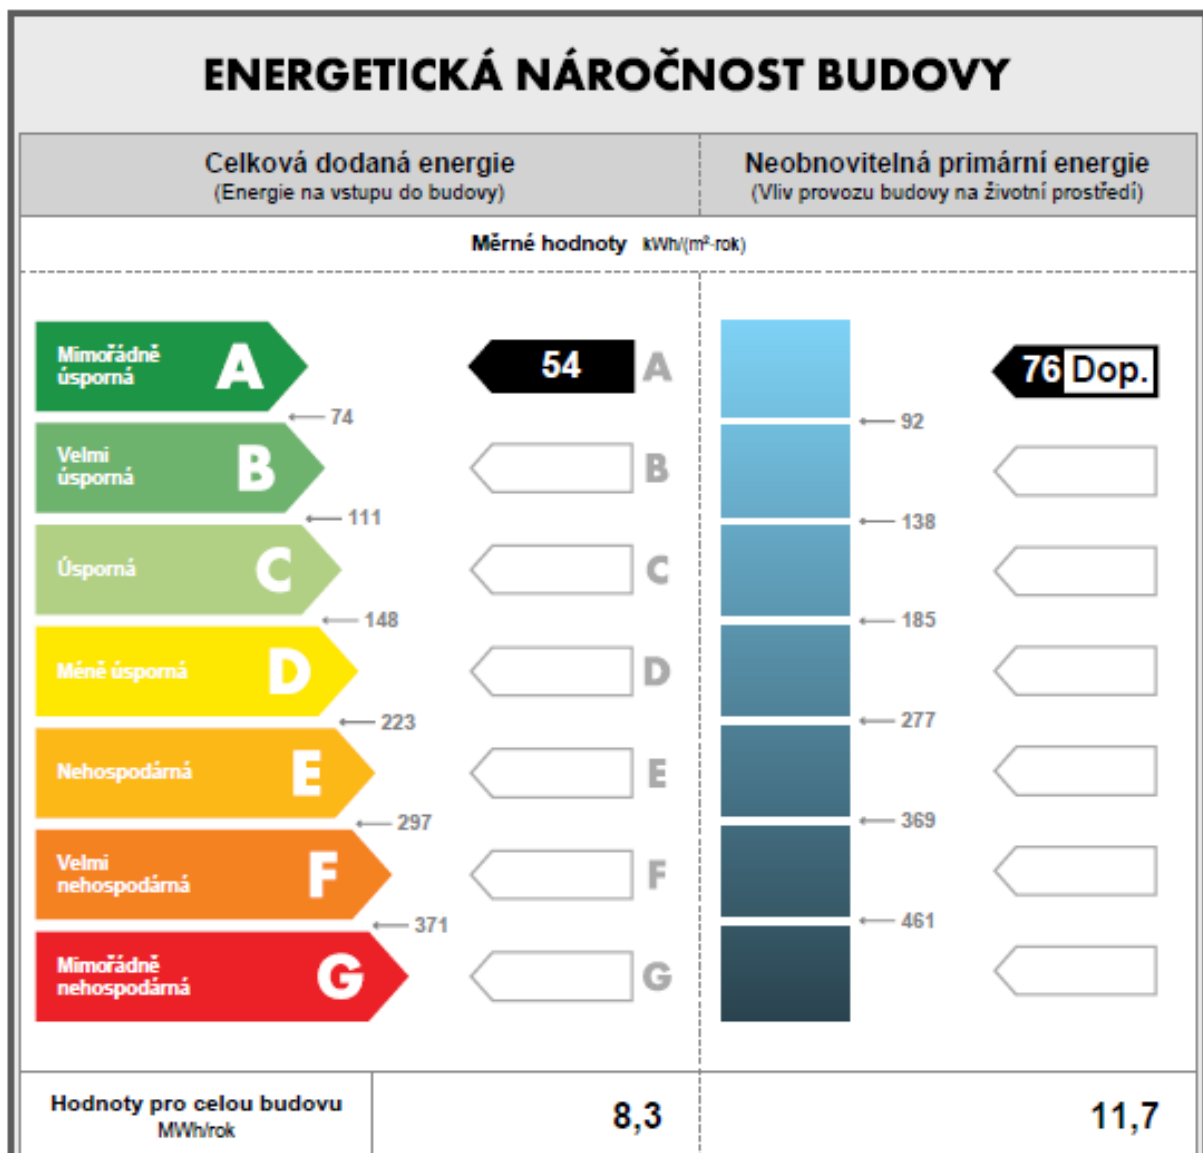 ENERGETICKÁ NÁROČNOST BUDOVY
Celková dodaná energie
(Energie na vstupu do budovy)
Neobnovitelná primární energie
(Vliv provozu budovy na životní prostředí)
Měrné hodnoty kWh/(m²·rok)
Mimořádně
úsporná
A
54
A
76 Dop.
74
92
Velmi
úsporná
B
B
111
138
Úsporná
C
C
148
185
Méně úsporná
D
D
223
277
Nehospodárná
E
E
297
369
Velmi
nehospodárná
F
F
371
461
Mimořádně
nehospodárná
G
G
Hodnoty pro celou budovu
MWh/rok
8,3
11,7